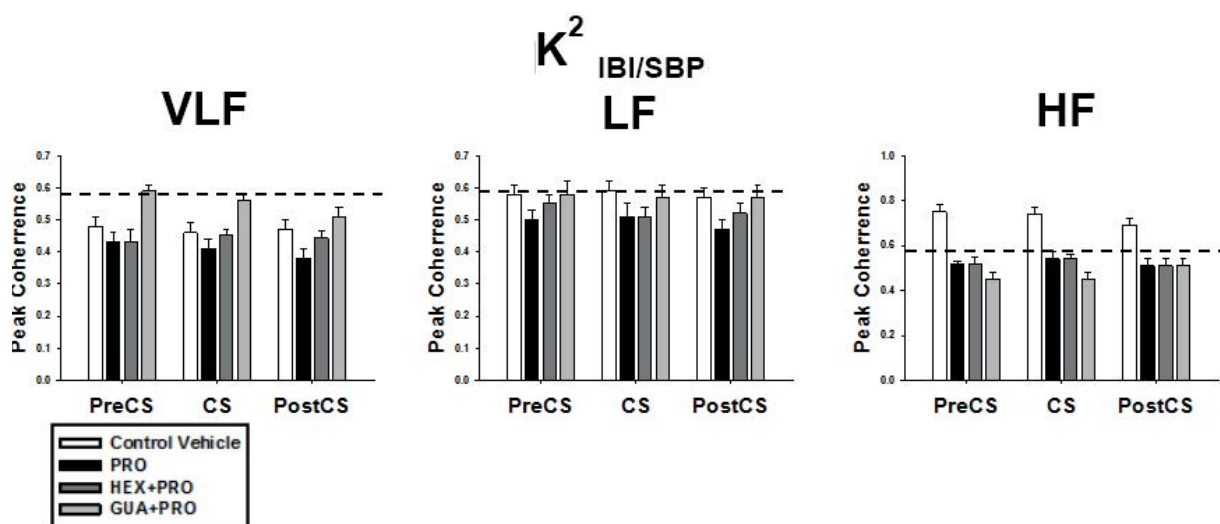 K2 IBI/SBP
VLF
LF
HF
Peak Coherrence
0.7
0.6
0.5
0.4
0.3
0.2
0.1
0.0
PreCS CS PostCS
Peak Coherrence
0.7
0.6
0.5
0.4
0.3
0.2
0.1
0.0
PreCS CS PostCS
Peak Coherrence
1.0
0.8
0.6
0.4
0.2
0.0
PreCS CS PostCS
Control Vehicle
PRO
HEX+PRO
GUA+PRO